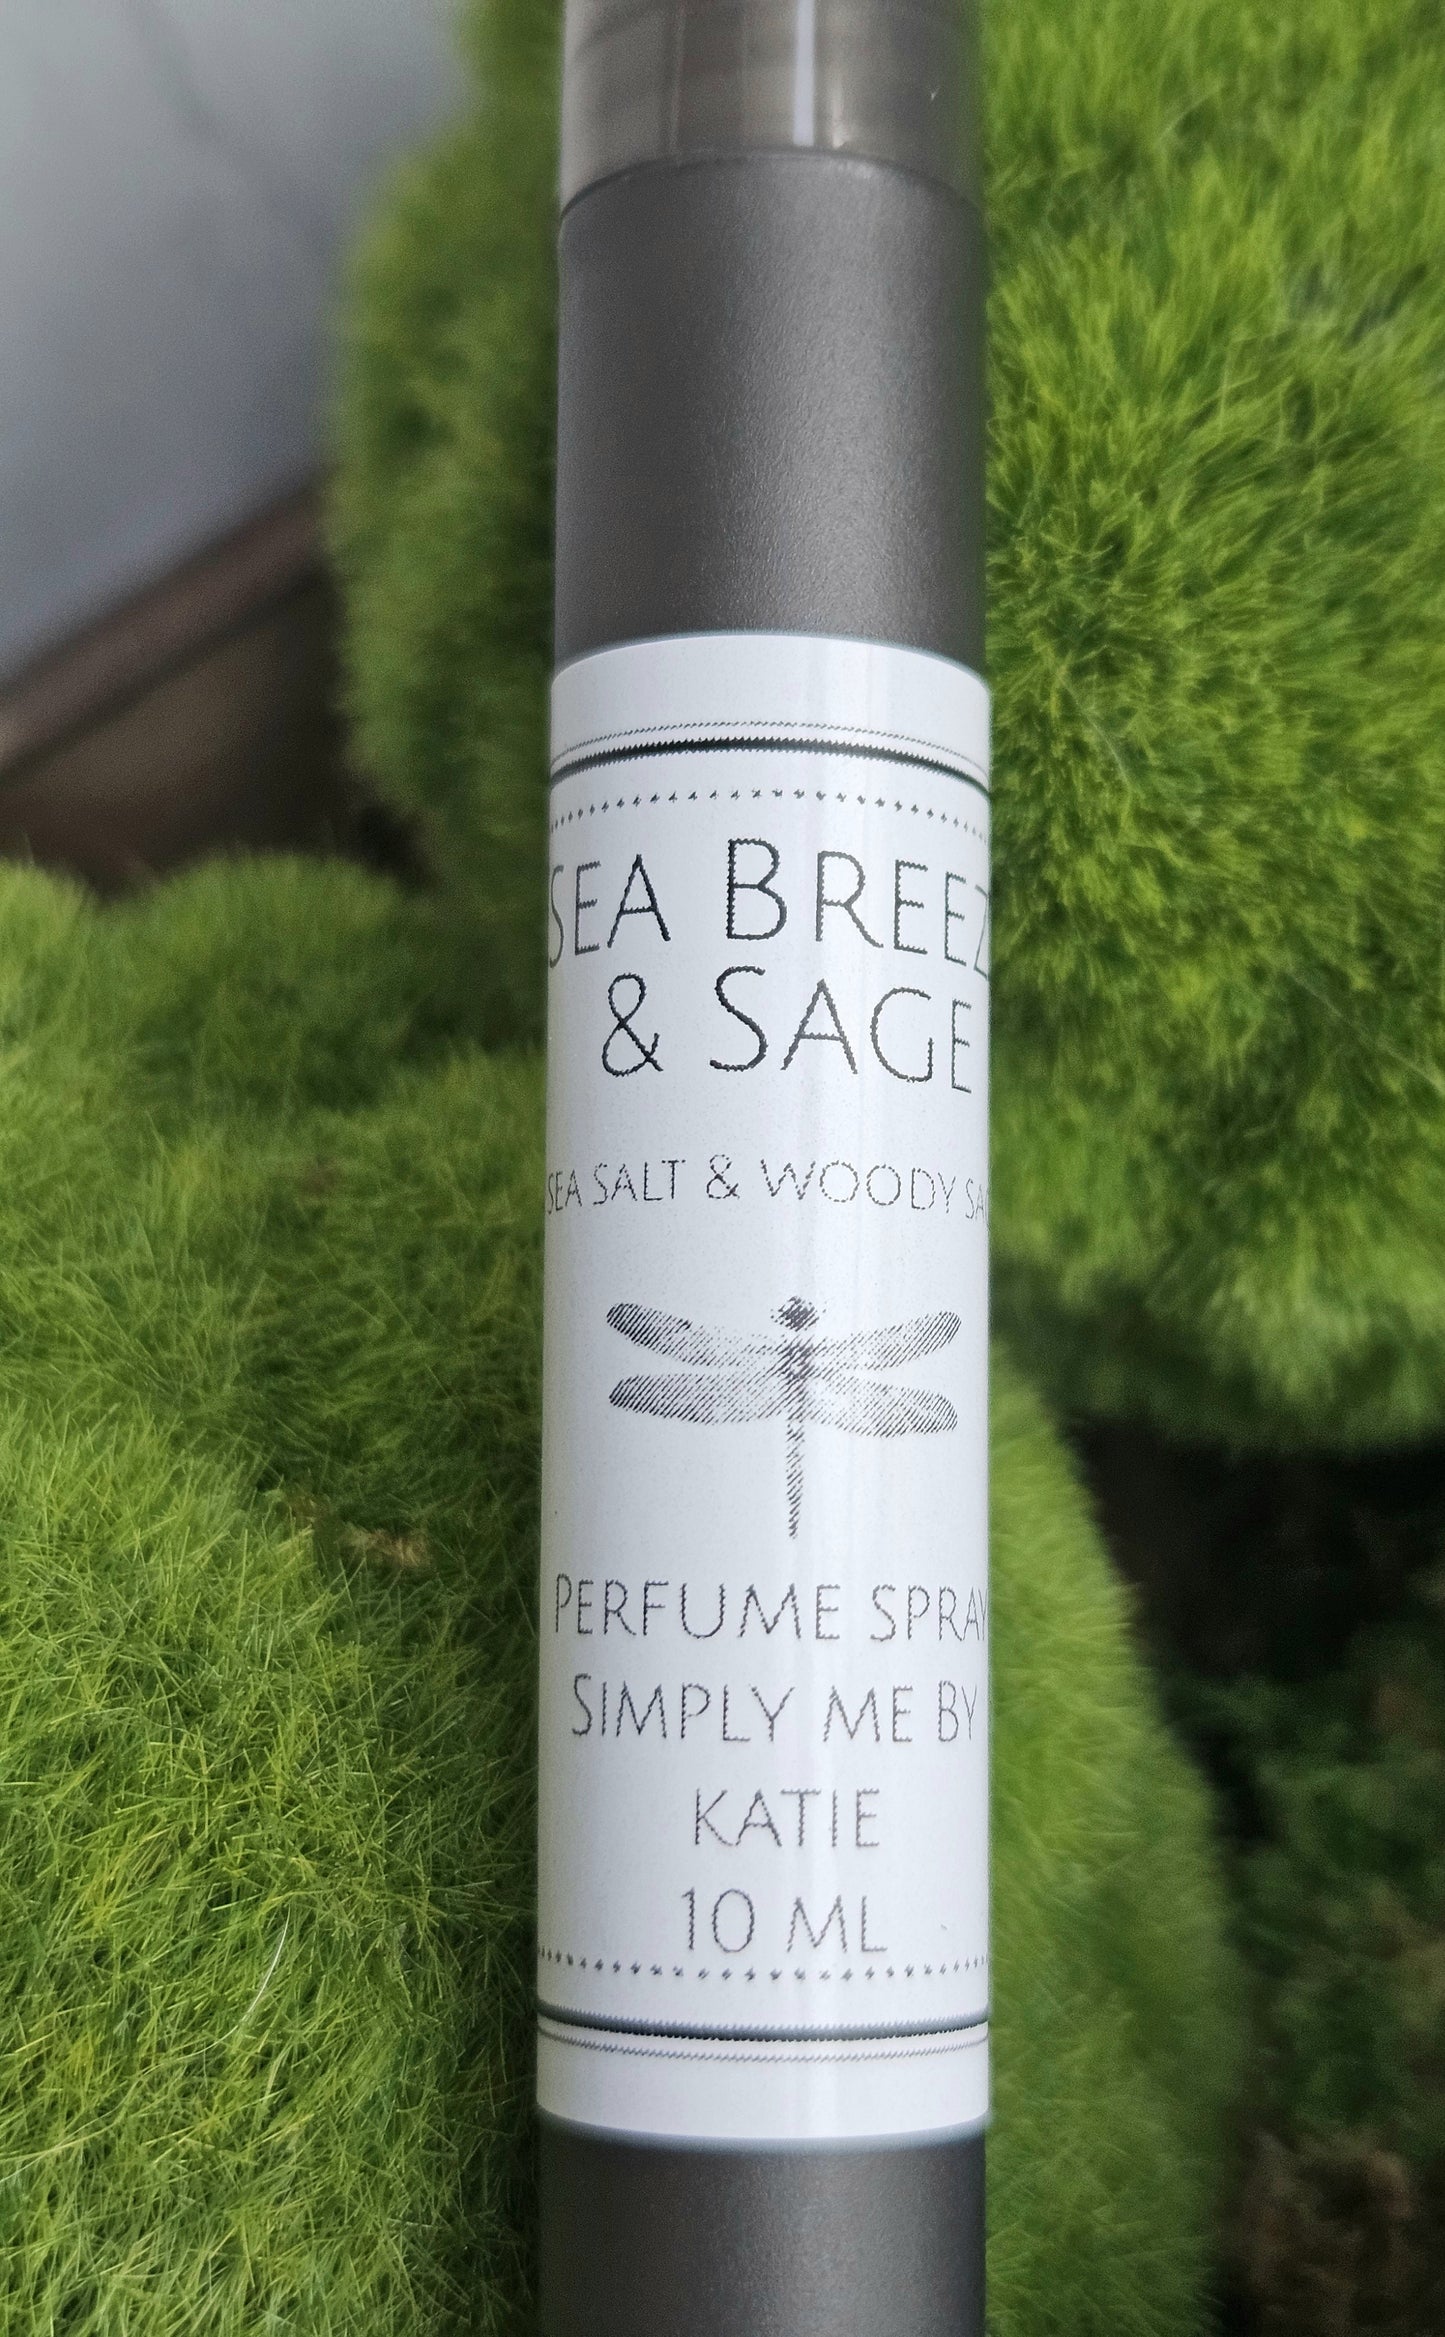 SEA BREEZ
& SAGE
SEA SALT & WOODY SA
PERFUME SPRAY
SIMPLY ME BY
KATIE
10 ML